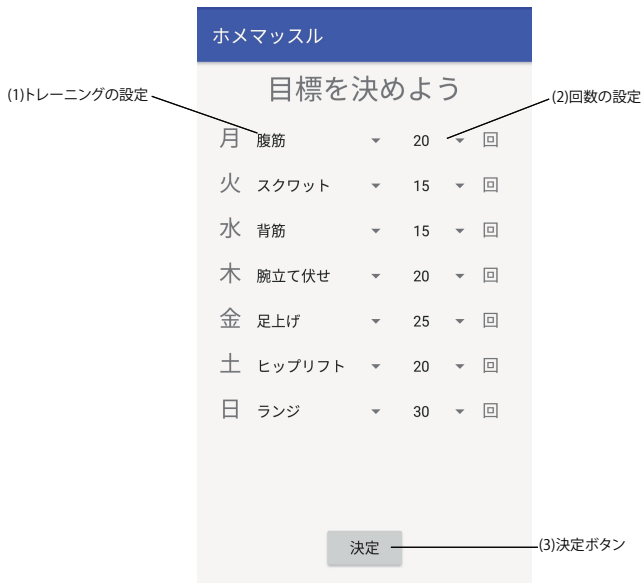 ホメマッスル
目標を決めよう
(1)トレーニングの設定
(2)回数の設定
月 腹筋 20 回
火 スクワット 15 回
水 背筋 15 回
木 腕立て伏せ 20 回
金 足上げ 25 回
土 ヒップリフト 20 回
日 ランジ 30 回
決定
(3)決定ボタン